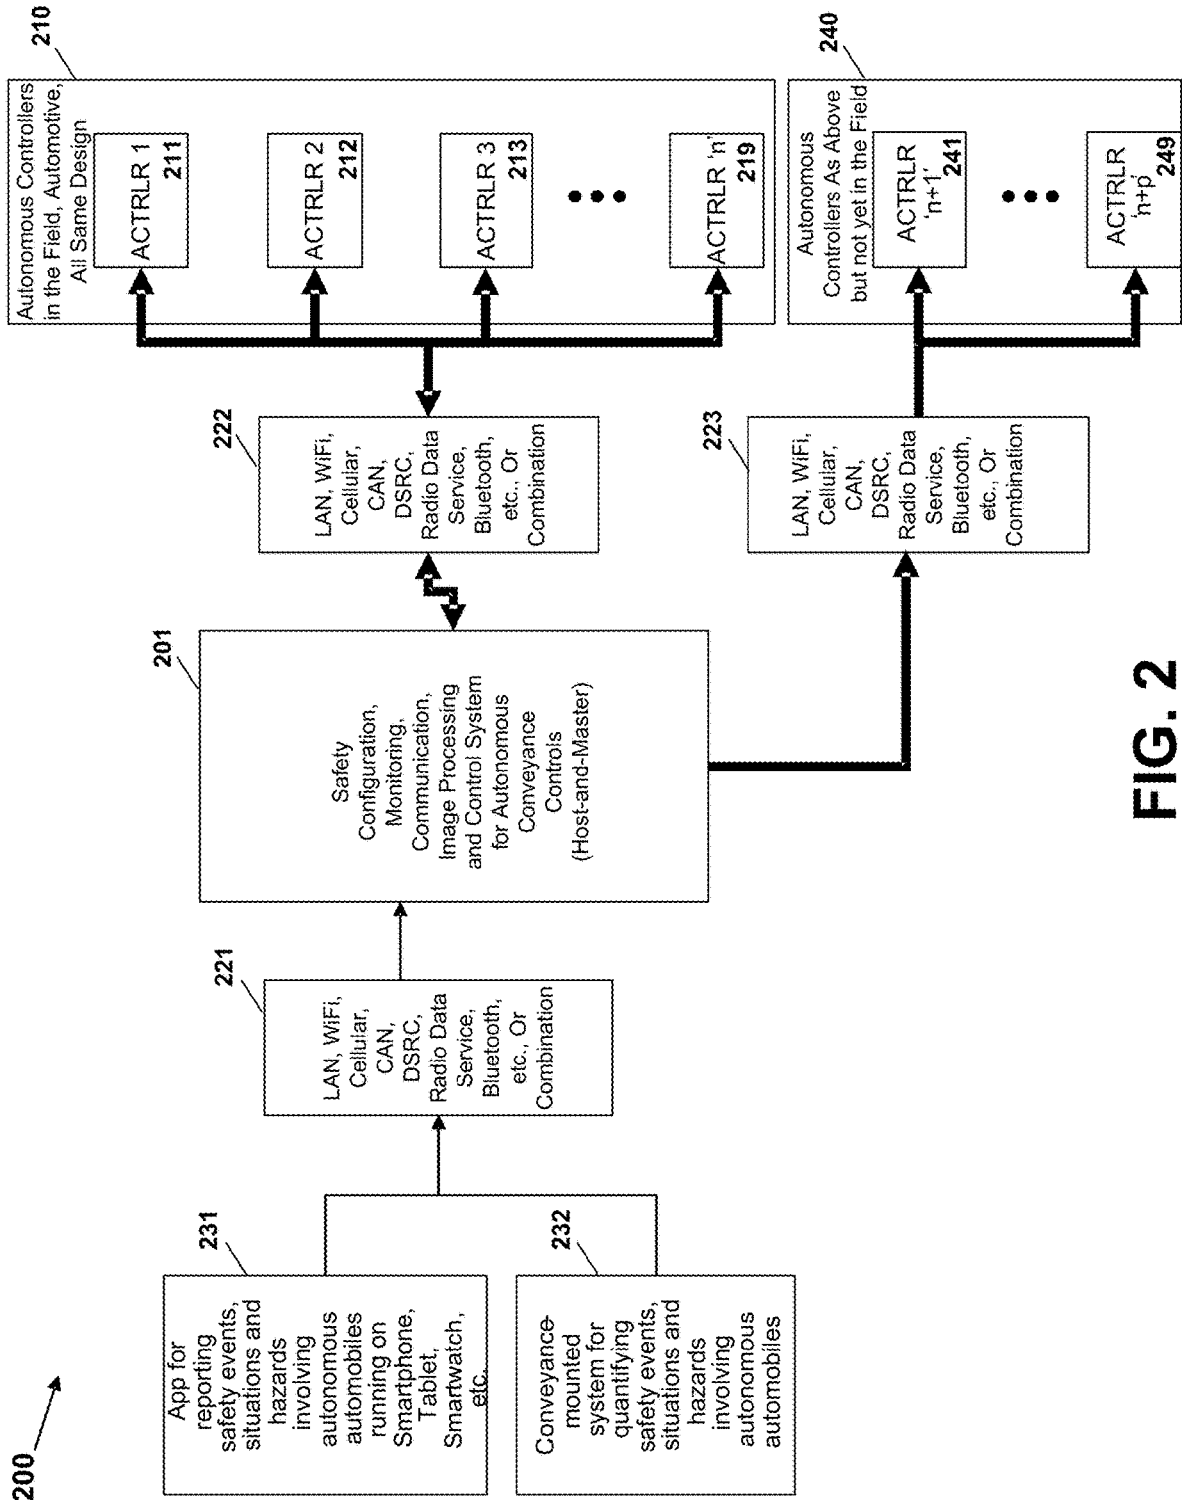 200
App for
reporting
safety events,
situations and
hazards
involving
autonomous
automobiles
running on
Smartphone,
Tablet,
Smartwatch,
etc.
231
Conveyance-
mounted
system for
quantifying
safety events,
situations and
hazards
involving
autonomous
automobiles
232
LAN, WiFi,
Cellular,
CAN,
DSRC,
Radio Data
Service,
Bluetooth,
etc., Or
Combination
221
Safety
Configuration,
Monitoring,
Communication,
Image Processing
and Control System
for Autonomous
Conveyance
Controls
(Host-and-Master)
201
LAN, WiFi,
Cellular,
CAN,
DSRC,
Radio Data
Service,
Bluetooth,
etc., Or
Combination
222
LAN, WiFi,
Cellular,
CAN,
DSRC,
Radio Data
Service,
Bluetooth,
etc., Or
Combination
223
Autonomous Controllers
in the Field, Automotive,
All Same Design
210
ACTRLR 1
211
ACTRLR 2
212
ACTRLR 3
213
ACTRLR 'n'
219
Autonomous
Controllers As Above
but not yet in the Field
240
ACTRLR
'n+1'
241
ACTRLR
'n+p'
249
FIG. 2